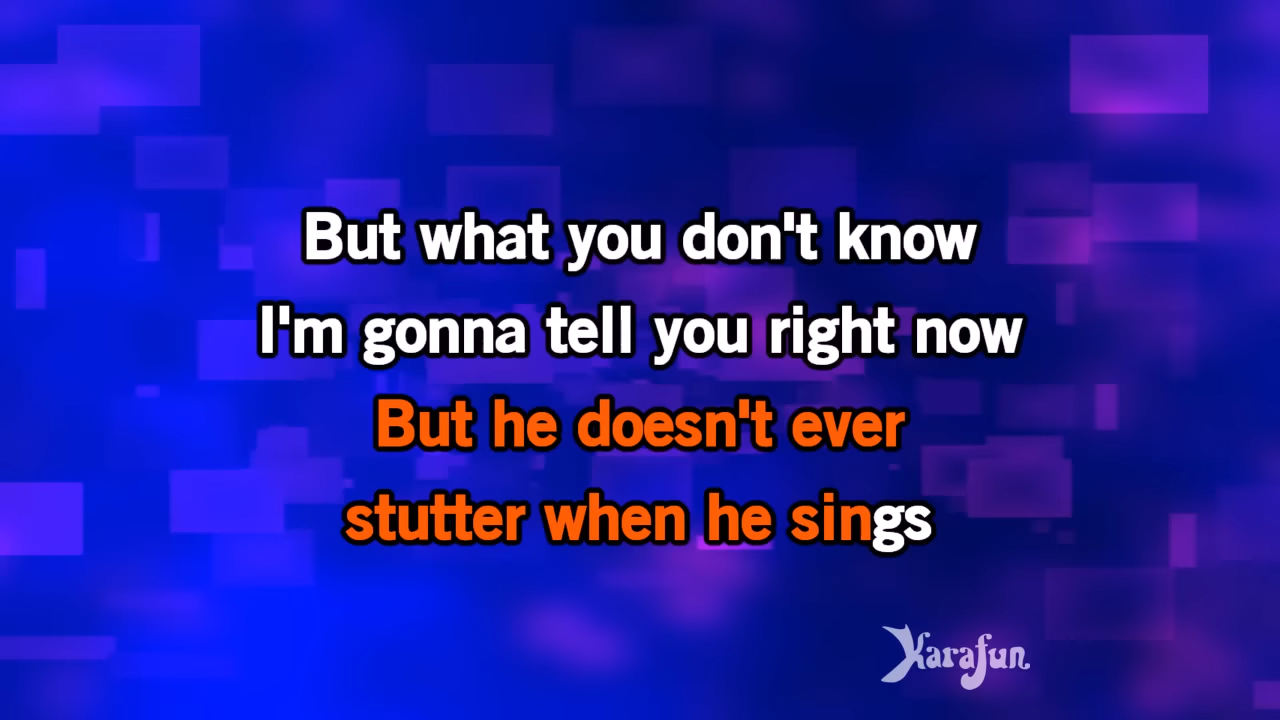 But what you don't know
I'm gonna tell you right now
But he doesn't ever
stutter when he sings
Karafun